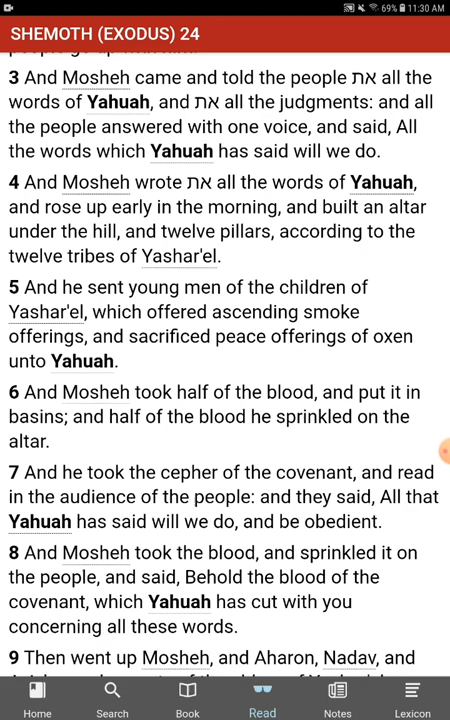 69% 11:30 AM
SHEMOTH (EXODUS) 24
people go up with him.
3 And Mosheh came and told the people את all the
words of Yahuah, and את all the judgments: and all
the people answered with one voice, and said, All
the words which Yahuah has said will we do.
4 And Mosheh wrote את all the words of Yahuah,
and rose up early in the morning, and built an altar
under the hill, and twelve pillars, according to the
twelve tribes of Yashar'el.
5 And he sent young men of the children of
Yashar'el, which offered ascending smoke
offerings, and sacrificed peace offerings of oxen
unto Yahuah.
6 And Mosheh took half of the blood, and put it in
basins; and half of the blood he sprinkled on the
altar.
7 And he took the cepher of the covenant, and read
in the audience of the people: and they said, All that
Yahuah has said will we do, and be obedient.
8 And Mosheh took the blood, and sprinkled it on
the people, and said, Behold the blood of the
covenant, which Yahuah has cut with you
concerning all these words.
9 Then went up Mosheh, and Aharon, Nadav, and
Home Search Book Read Notes Lexicon